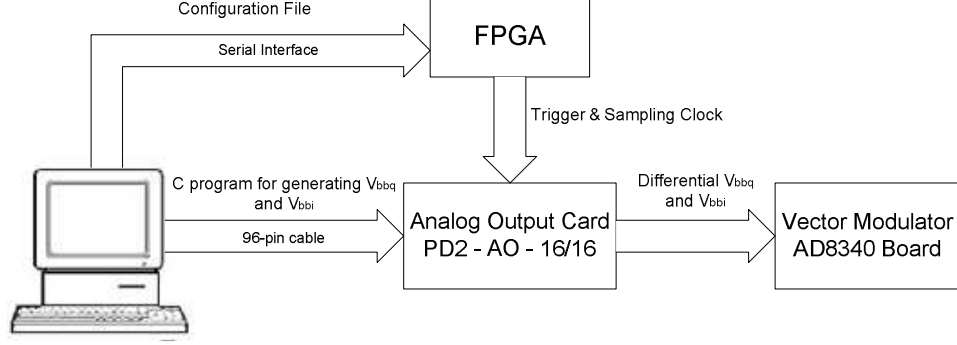 Configuration File
FPGA
Serial Interface
Trigger & Sampling Clock
C program for generating Vbbq
and Vbbi
96-pin cable
Analog Output Card
PD2 - AO - 16/16
Differential Vbbq
and Vbbi
Vector Modulator
AD8340 Board